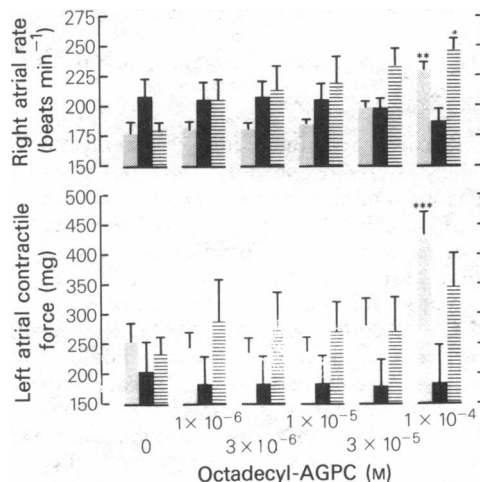 Right atrial rate
(beats min⁻¹)
275
250
225
200
175
150
**
*
Left atrial contractile
force (mg)
500
450
400
350
300
250
200
150
***
0
1 × 10⁻⁶
3 × 10⁻⁶
1 × 10⁻⁵
3 × 10⁻⁵
1 × 10⁻⁴
Octadecyl-AGPC (M)